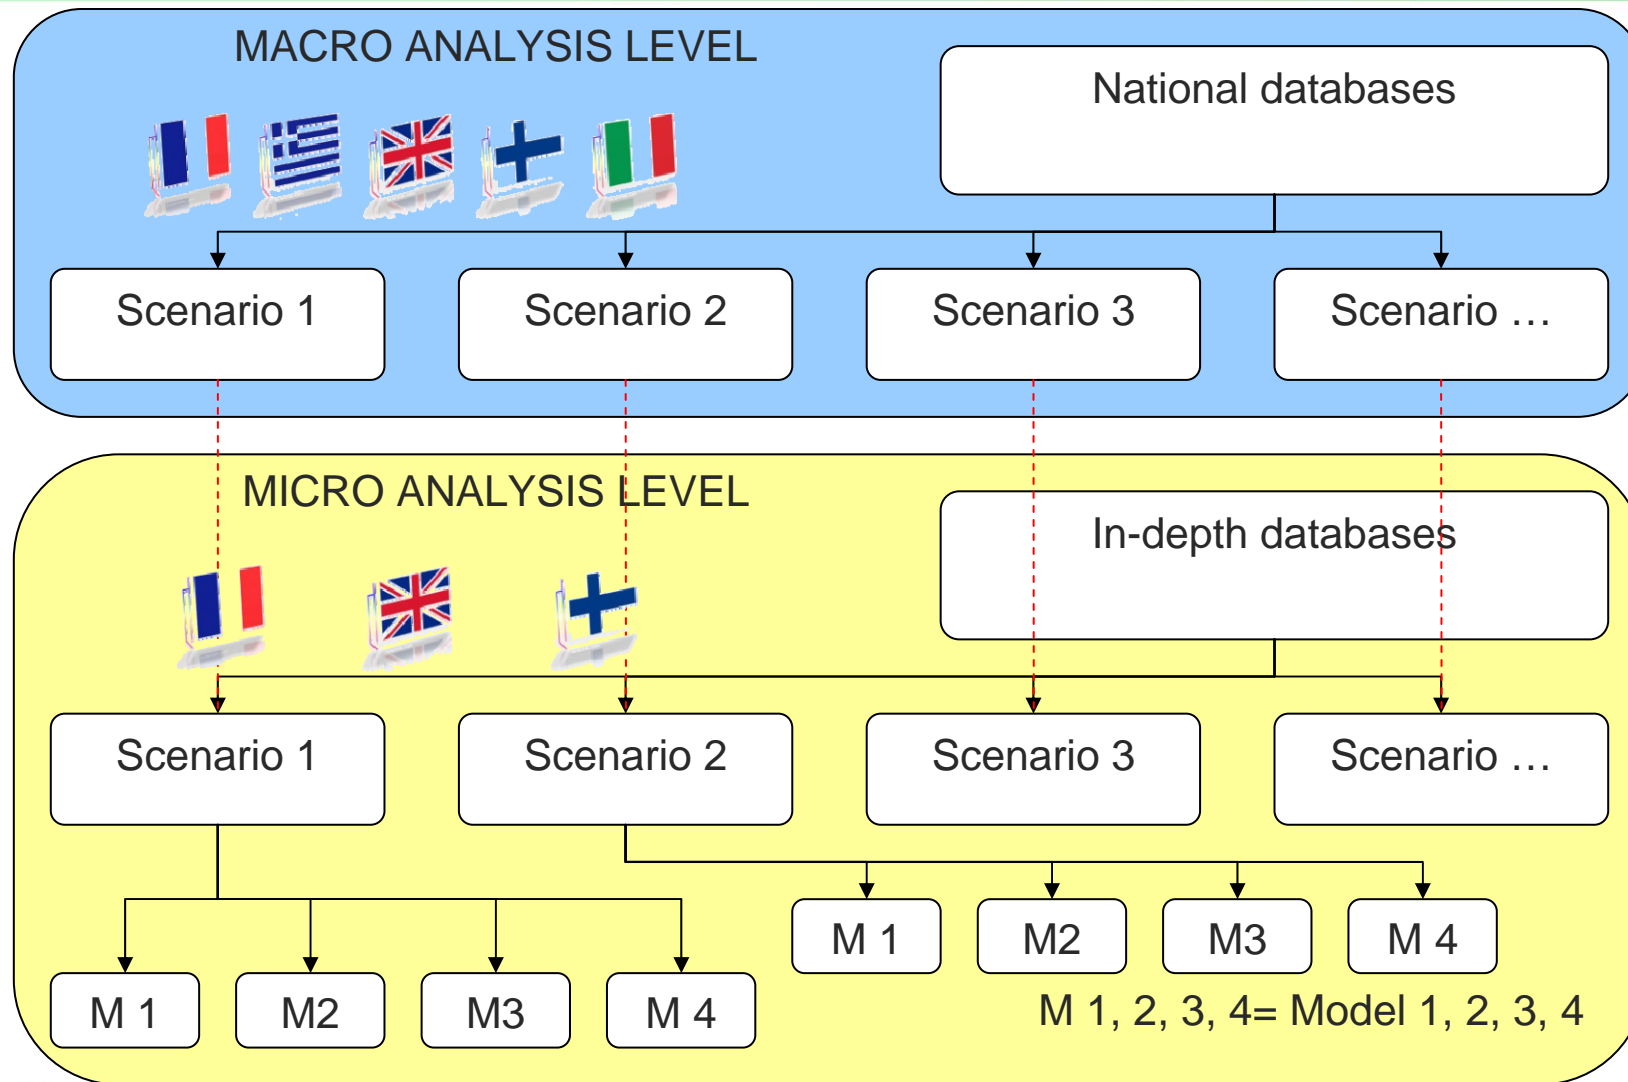 MACRO ANALYSIS LEVEL
National databases
Scenario 1
Scenario 2
Scenario 3
Scenario …
MICRO ANALYSIS LEVEL
In-depth databases
Scenario 1
Scenario 2
Scenario 3
Scenario …
M 1
M2
M3
M 4
M 1
M2
M3
M 4
M 1, 2, 3, 4= Model 1, 2, 3, 4